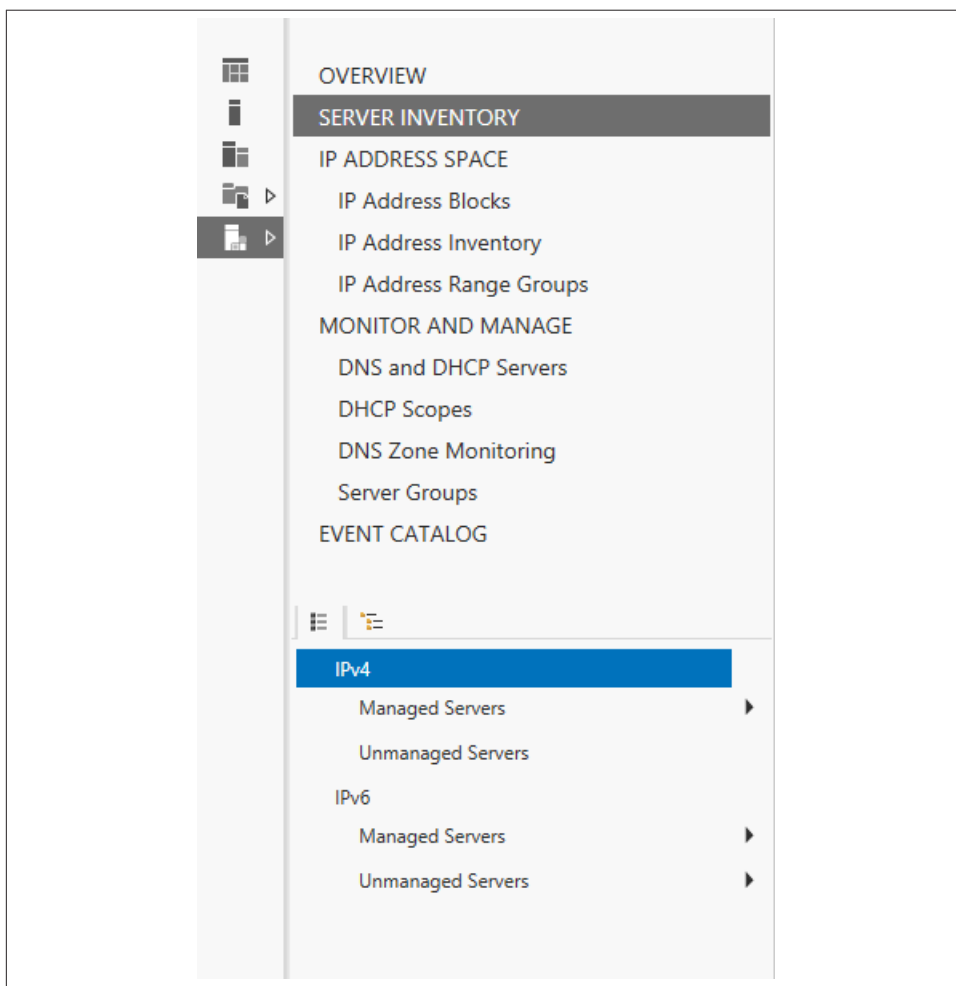 OVERVIEW
SERVER INVENTORY
IP ADDRESS SPACE
IP Address Blocks
IP Address Inventory
IP Address Range Groups
MONITOR AND MANAGE
DNS and DHCP Servers
DHCP Scopes
DNS Zone Monitoring
Server Groups
EVENT CATALOG
IPv4
Managed Servers
Unmanaged Servers
IPv6
Managed Servers
Unmanaged Servers